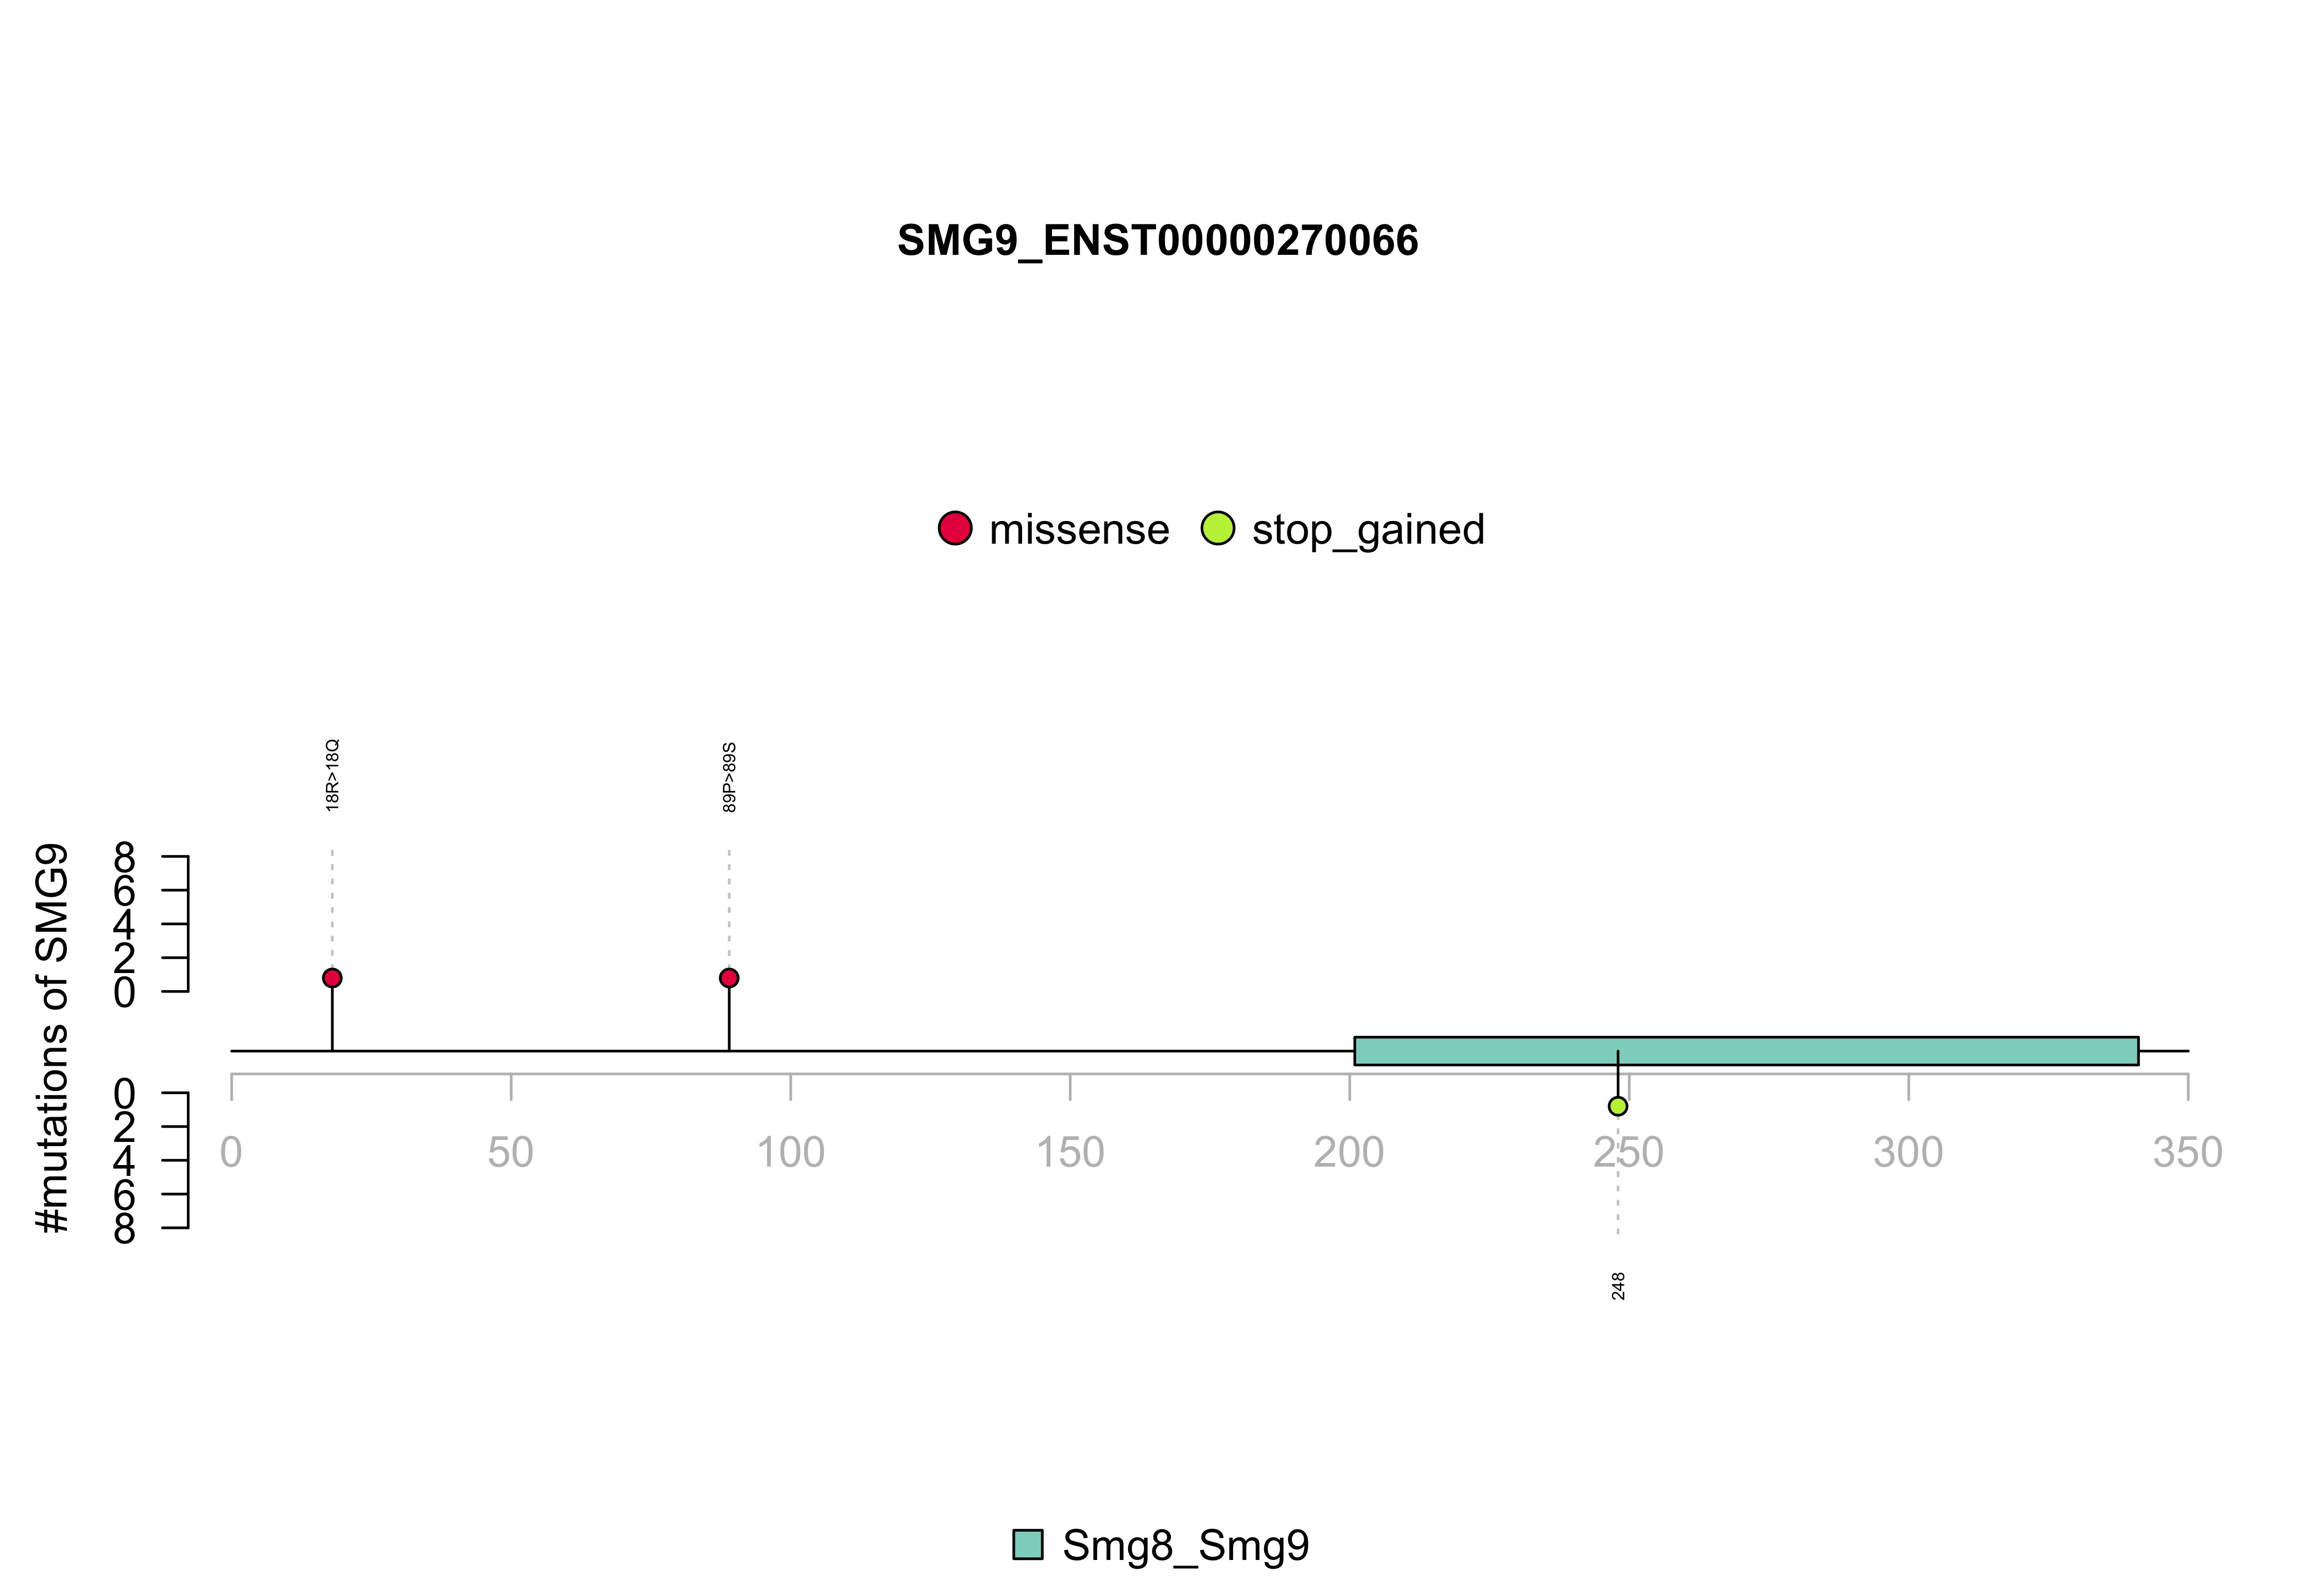 SMG9_ENST00000270066
missense stop_gained
18R>18Q 89P>89S
#mutations of SMG9
8
6
4
2
0
0
2
4
6
8
0 50 100 150 200 250 300 350
248
Smg8_Smg9